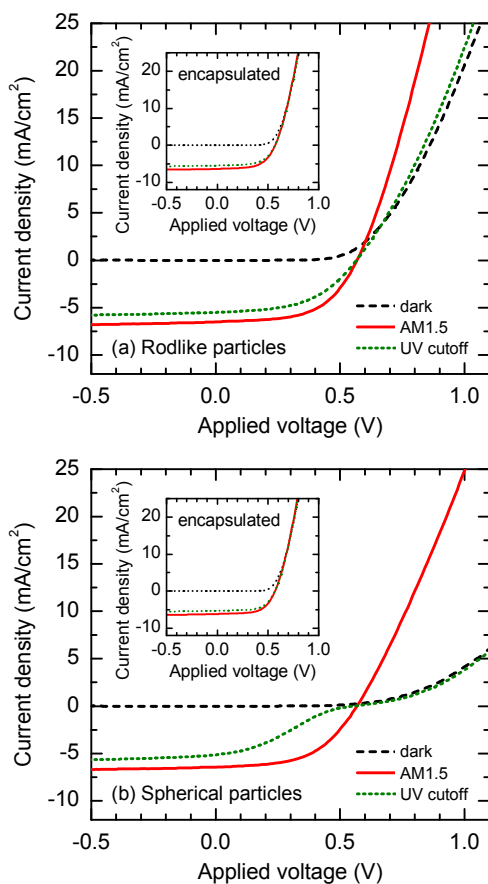 25
20
15
10
5
0
-5
-10
Current density (mA/cm²)
encapsulated
20
10
0
-10
Current density (mA/cm²)
-0.5 0.0 0.5 1.0
Applied voltage (V)
dark
AM1.5
UV cutoff
(a) Rodlike particles
-0.5 0.0 0.5 1.0
Applied voltage (V)
25
20
15
10
5
0
-5
-10
Current density (mA/cm²)
encapsulated
20
10
0
-10
Current density (mA/cm²)
-0.5 0.0 0.5 1.0
Applied voltage (V)
dark
AM1.5
UV cutoff
(b) Spherical particles
-0.5 0.0 0.5 1.0
Applied voltage (V)